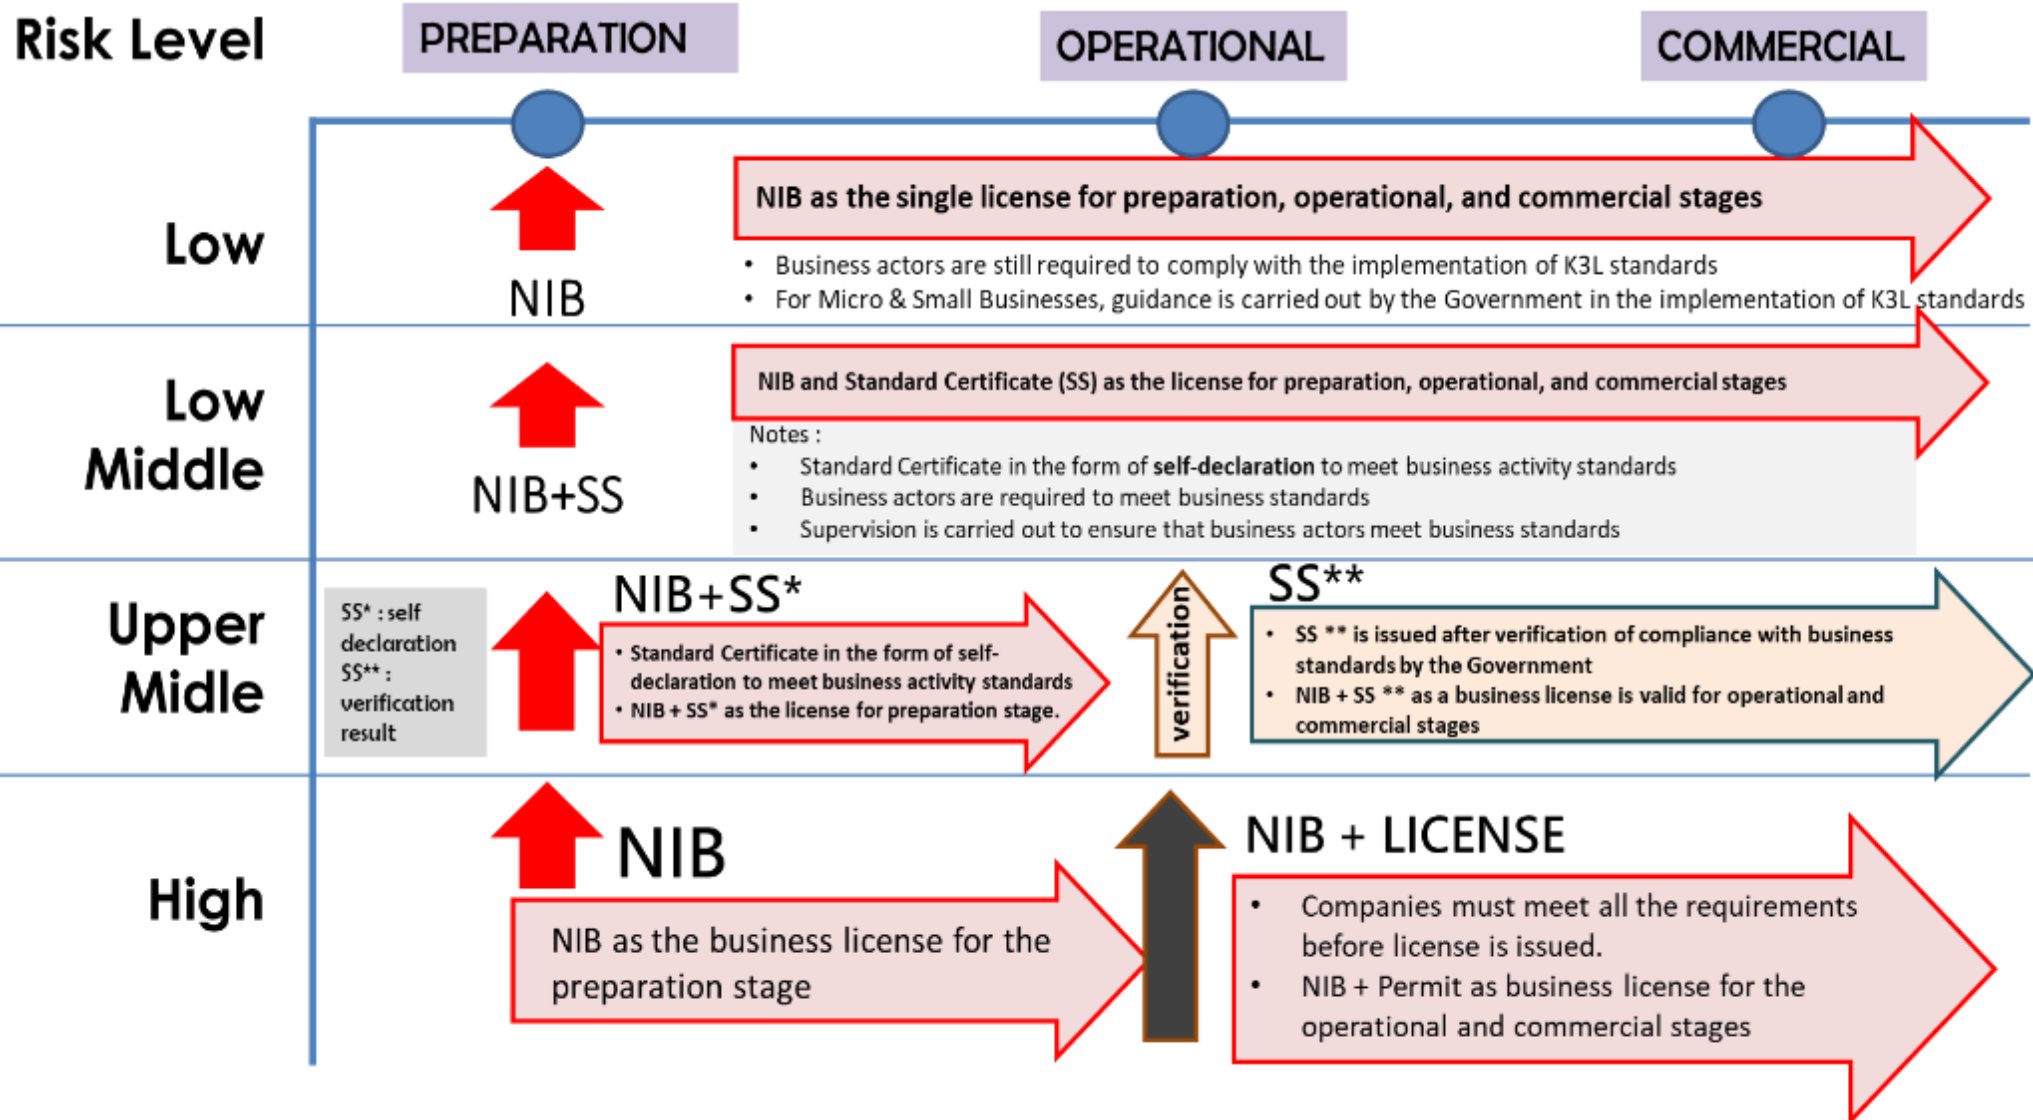 Risk Level
PREPARATION
OPERATIONAL
COMMERCIAL
Low
NIB
NIB as the single license for preparation, operational, and commercial stages
• Business actors are still required to comply with the implementation of K3L standards
• For Micro & Small Businesses, guidance is carried out by the Government in the implementation of K3L standards
Low
Middle
NIB+SS
NIB and Standard Certificate (SS) as the license for preparation, operational, and commercial stages
Notes :
• Standard Certificate in the form of self-declaration to meet business activity standards
• Business actors are required to meet business standards
• Supervision is carried out to ensure that business actors meet business standards
Upper
Midle
SS* : self
declaration
SS** :
verification
result
NIB+SS*
• Standard Certificate in the form of self-
declaration to meet business activity standards
• NIB + SS* as the license for preparation stage.
verification
SS**
• SS ** is issued after verification of compliance with business
standards by the Government
• NIB + SS ** as a business license is valid for operational and
commercial stages
High
NIB
NIB as the business license for the
preparation stage
NIB + LICENSE
• Companies must meet all the requirements
before license is issued.
• NIB + Permit as business license for the
operational and commercial stages